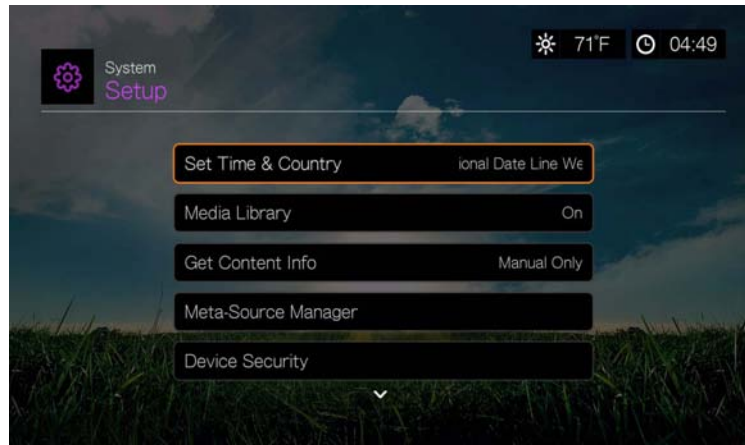 71°F 04:49
System
Setup
Set Time & Country ional Date Line We
Media Library On
Get Content Info Manual Only
Meta-Source Manager
Device Security